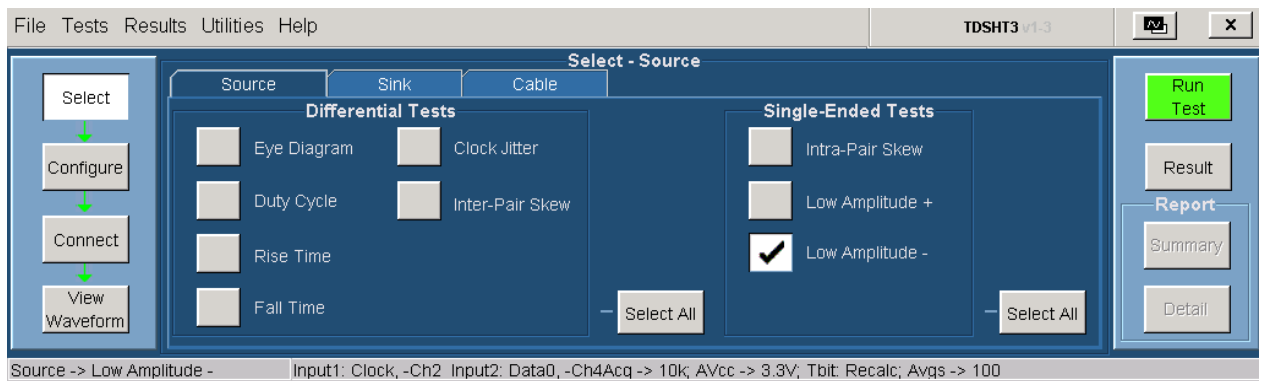 File Tests Results Utilities Help TDSHT3 v1.3 x
Select - Source
Source Sink Cable
Select
Configure
Connect
View
Waveform
Differential Tests
Eye Diagram Clock Jitter
Duty Cycle Inter-Pair Skew
Rise Time
Fall Time
Select All
Single-Ended Tests
Intra-Pair Skew
Low Amplitude +
Low Amplitude -
Select All
Run
Test
Result
Report
Summary
Detail
Source -> Low Amplitude - Input1: Clock, -Ch2 Input2: Data0, -Ch4Acq -> 10k; AVcc -> 3.3V; Tbit: Recalc; Avgs -> 100